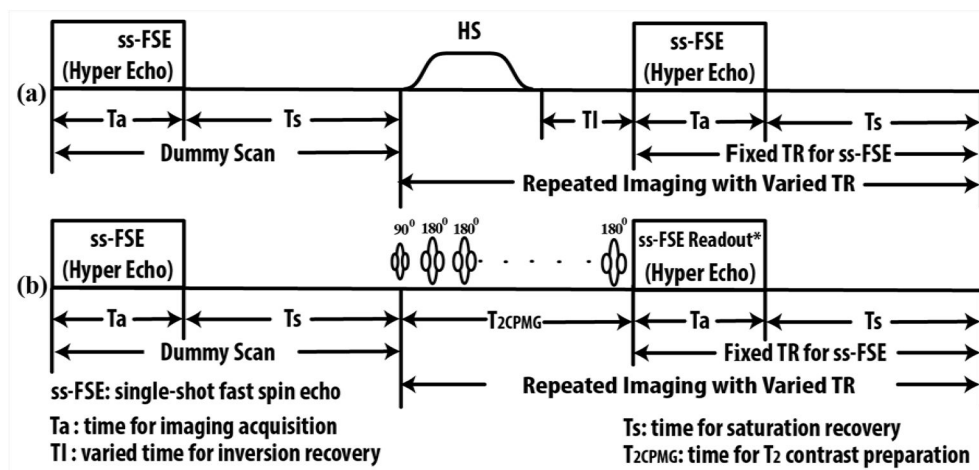 ss-FSE
(Hyper Echo)
HS
ss-FSE
(Hyper Echo)
(a)
Ta
Ts
TI
Ta
Ts
Dummy Scan
Fixed TR for ss-FSE
Repeated Imaging with Varied TR
90⁰ 180⁰ 180⁰ . . . . . 180⁰
ss-FSE
(Hyper Echo)
ss-FSE Readout*
(Hyper Echo)
(b)
Ta
Ts
T2CPMG
Ta
Ts
Dummy Scan
Fixed TR for ss-FSE
Repeated Imaging with Varied TR
ss-FSE: single-shot fast spin echo
Ta : time for imaging acquisition
TI : varied time for inversion recovery
Ts: time for saturation recovery
T2CPMG: time for T2 contrast preparation